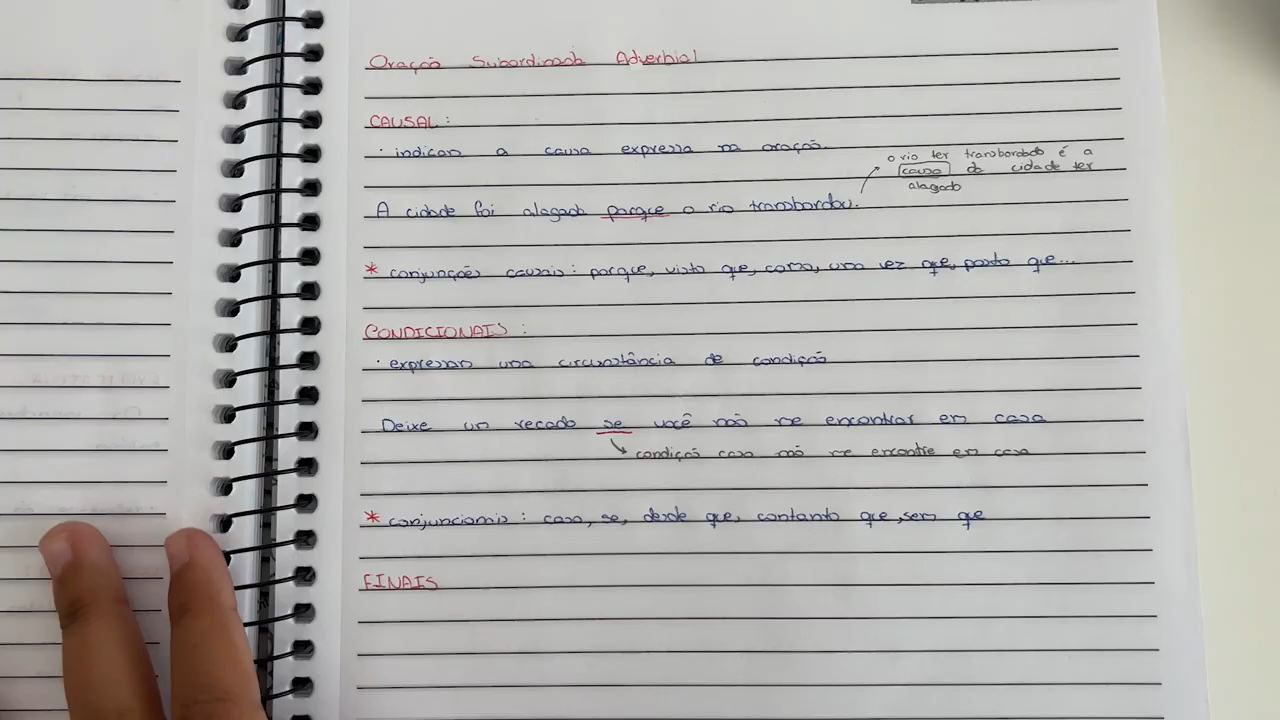 Oração Subordinada Adverbial
CAUSAL:
· indicam a causa expressa na oração.
o rio ter transbordado é a
causa da cidade ter
alagado
A cidade foi alagada porque o rio transbordou.
* conjunções causais: porque, visto que, como, uma vez que, posto que...
CONDICIONAIS:
· expressam uma circunstância de condição
Deixe um recado se você não me encontrar em casa
condição caso não me encontre em casa
* conjuncionais: caso, se, desde que, contanto que, sem que
FINAIS